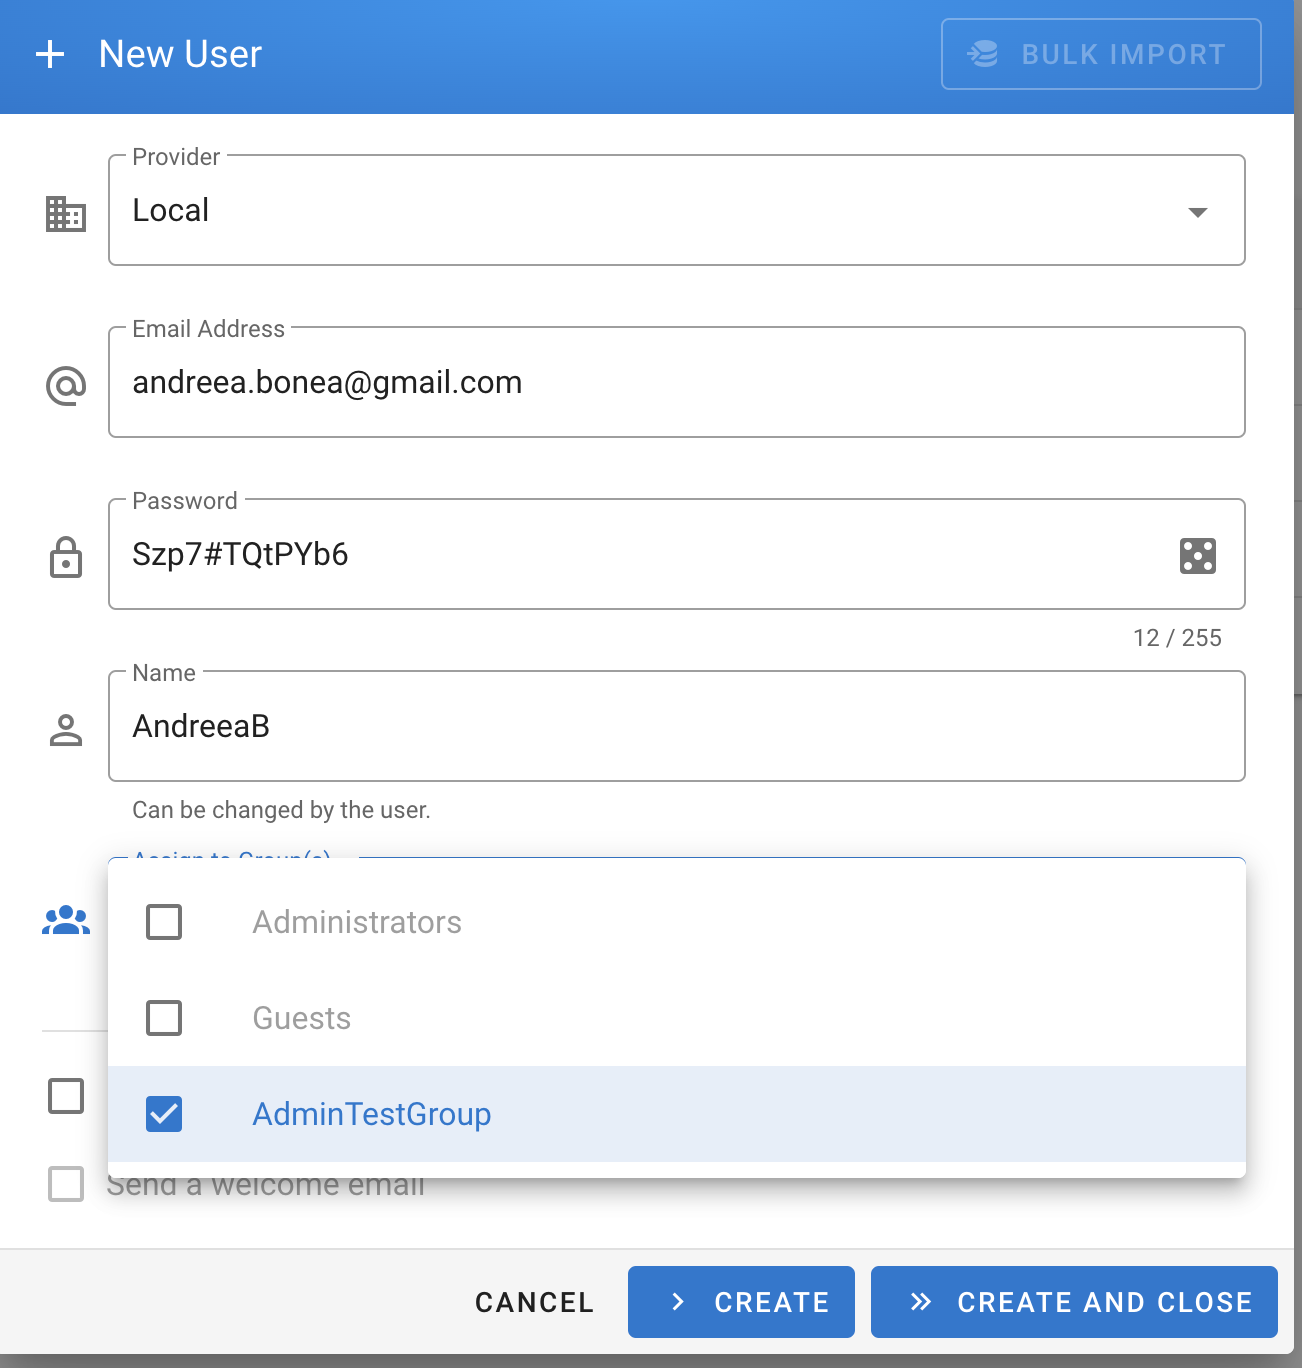 New User
BULK IMPORT
Provider
Local
Email Address
andreea.bonea@gmail.com
Password
Szp7#TQtPYb6
12 / 255
Name
AndreeaB
Can be changed by the user.
Assign to Group(s)
Administrators
Guests
AdminTestGroup
Send a welcome email
CANCEL
CREATE
CREATE AND CLOSE